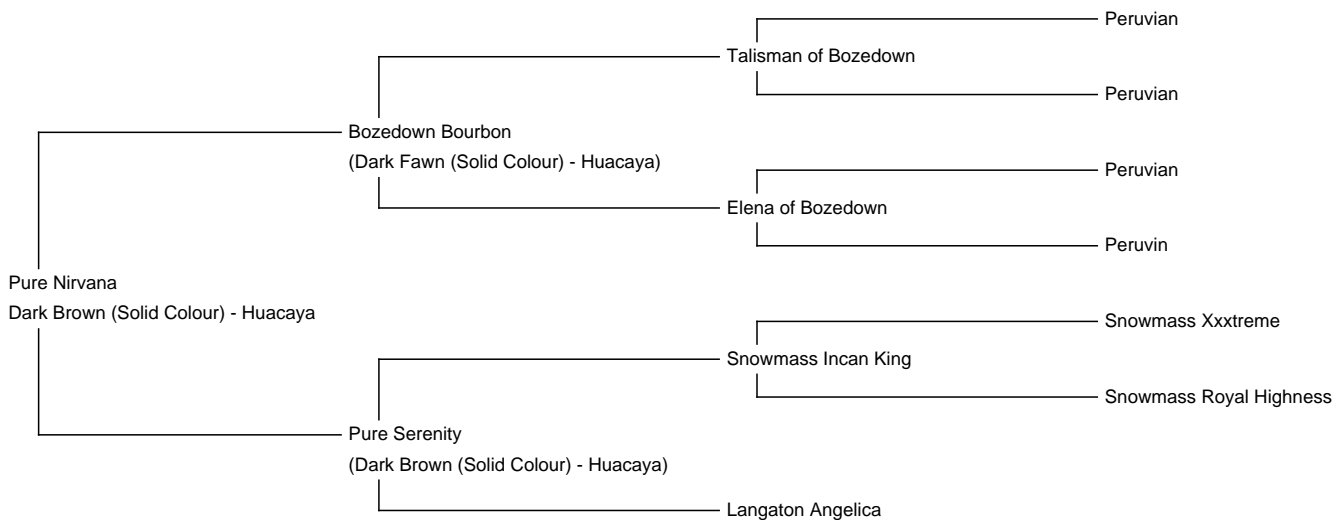 Peruvian
Talisman of Bozedown
Peruvian
Bozedown Bourbon
(Dark Fawn (Solid Colour) - Huacaya)
Peruvian
Elena of Bozedown
Peruvin
Pure Nirvana
Dark Brown (Solid Colour) - Huacaya
Snowmass Xxxtreme
Snowmass Incan King
Snowmass Royal Highness
Pure Serenity
(Dark Brown (Solid Colour) - Huacaya)
Langaton Angelica